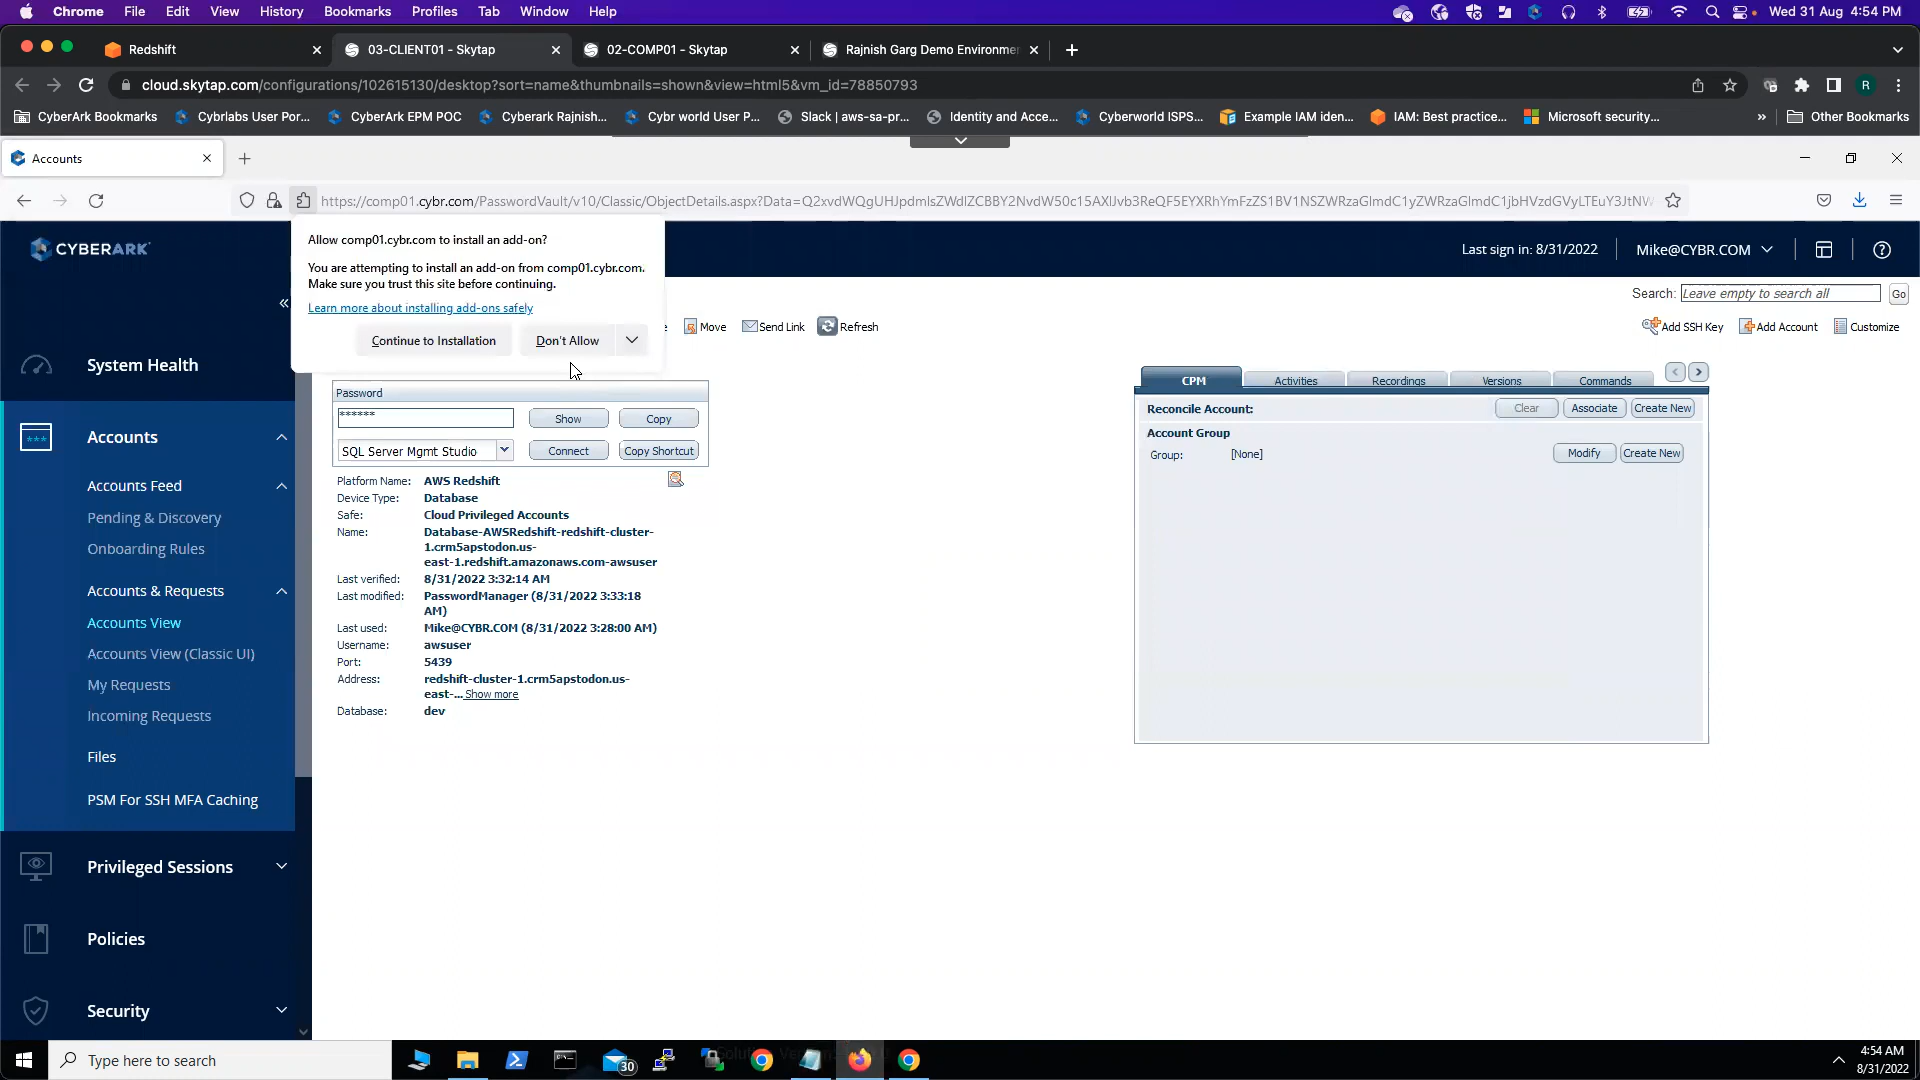 Chrome File Edit View History Bookmarks Profiles Tab Window Help Wed 31 Aug 4:54 PM
Redshift 03-CLIENT01 - Skytap 02-COMP01 - Skytap Rajnish Garg Demo Environmen
cloud.skytap.com/configurations/102615130/desktop?sort=name&thumbnails=shown&view=html5&vm_id=78850793 R
CyberArk Bookmarks Cybrlabs User Por... CyberArk EPM POC Cyberark Rajnish... Cybr world User P... Slack | aws-sa-pr... Identity and Acce... Cyberworld ISPS... Example IAM iden... IAM: Best practice... Microsoft security... » Other Bookmarks
Accounts
https://comp01.cybr.com/PasswordVault/v10/Classic/ObjectDetails.aspx?Data=
CYBERARK
Last sign in: 8/31/2022 Mike@CYBR.COM
Allow comp01.cybr.com to install an add-on?
You are attempting to install an add-on from comp01.cybr.com.
Make sure you trust this site before continuing.
Learn more about installing add-ons safely
Continue to Installation Don't Allow
Search: Leave empty to search all Go
Move Send Link Refresh Add SSH Key Add Account Customize
System Health
Accounts
Accounts Feed
Pending & Discovery
Onboarding Rules
Accounts & Requests
Accounts View
Accounts View (Classic UI)
My Requests
Incoming Requests
Files
PSM For SSH MFA Caching
Privileged Sessions
Policies
Security
Password
****** Show Copy
SQL Server Mgmt Studio Connect Copy Shortcut
Platform Name: AWS Redshift
Device Type: Database
Safe: Cloud Privileged Accounts
Name: Database-AWSRedshift-redshift-cluster-
1.crm5apstodon.us-
east-1.redshift.amazonaws.com-awsuser
Last verified: 8/31/2022 3:32:14 AM
Last modified: PasswordManager (8/31/2022 3:33:18
AM)
Last used: Mike@CYBR.COM (8/31/2022 3:28:00 AM)
Username: awsuser
Port: 5439
Address: redshift-cluster-1.crm5apstodon.us-
east-... Show more
Database: dev
CPM Activities Recordings Versions Commands
Reconcile Account: Clear Associate Create New
Account Group
Group: [None] Modify Create New
Type here to search
30
4:54 AM
8/31/2022